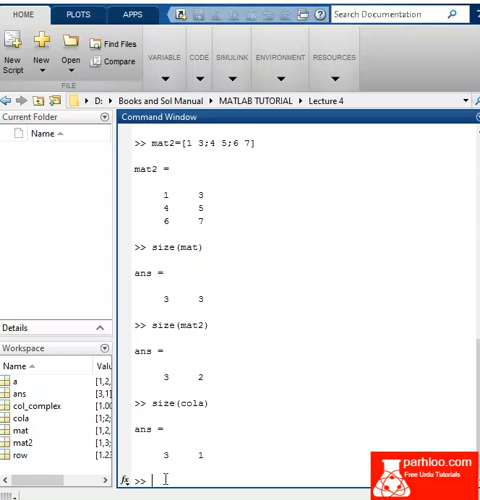 HOME PLOTS APPS
Search Documentation
New Script
New
Open
Find Files
Compare
FILE
VARIABLE
CODE
SIMULINK
ENVIRONMENT
RESOURCES
D: Books and Sol Manual MATLAB TUTORIAL Lecture 4
Current Folder
Name
Details
Workspace
Name Valu
a [1,2,
ans [3,1]
col_complex [1.00
cola [1;2;
mat [1,2,
mat2 [1,3;
row [1.23
Command Window
>> mat2=[1 3;4 5;6 7]
mat2 =
1 3
4 5
6 7
>> size(mat)
ans =
3 3
>> size(mat2)
ans =
3 2
>> size(cola)
ans =
3 1
fx >>
parhloo.com
Free Urdu Tutorials